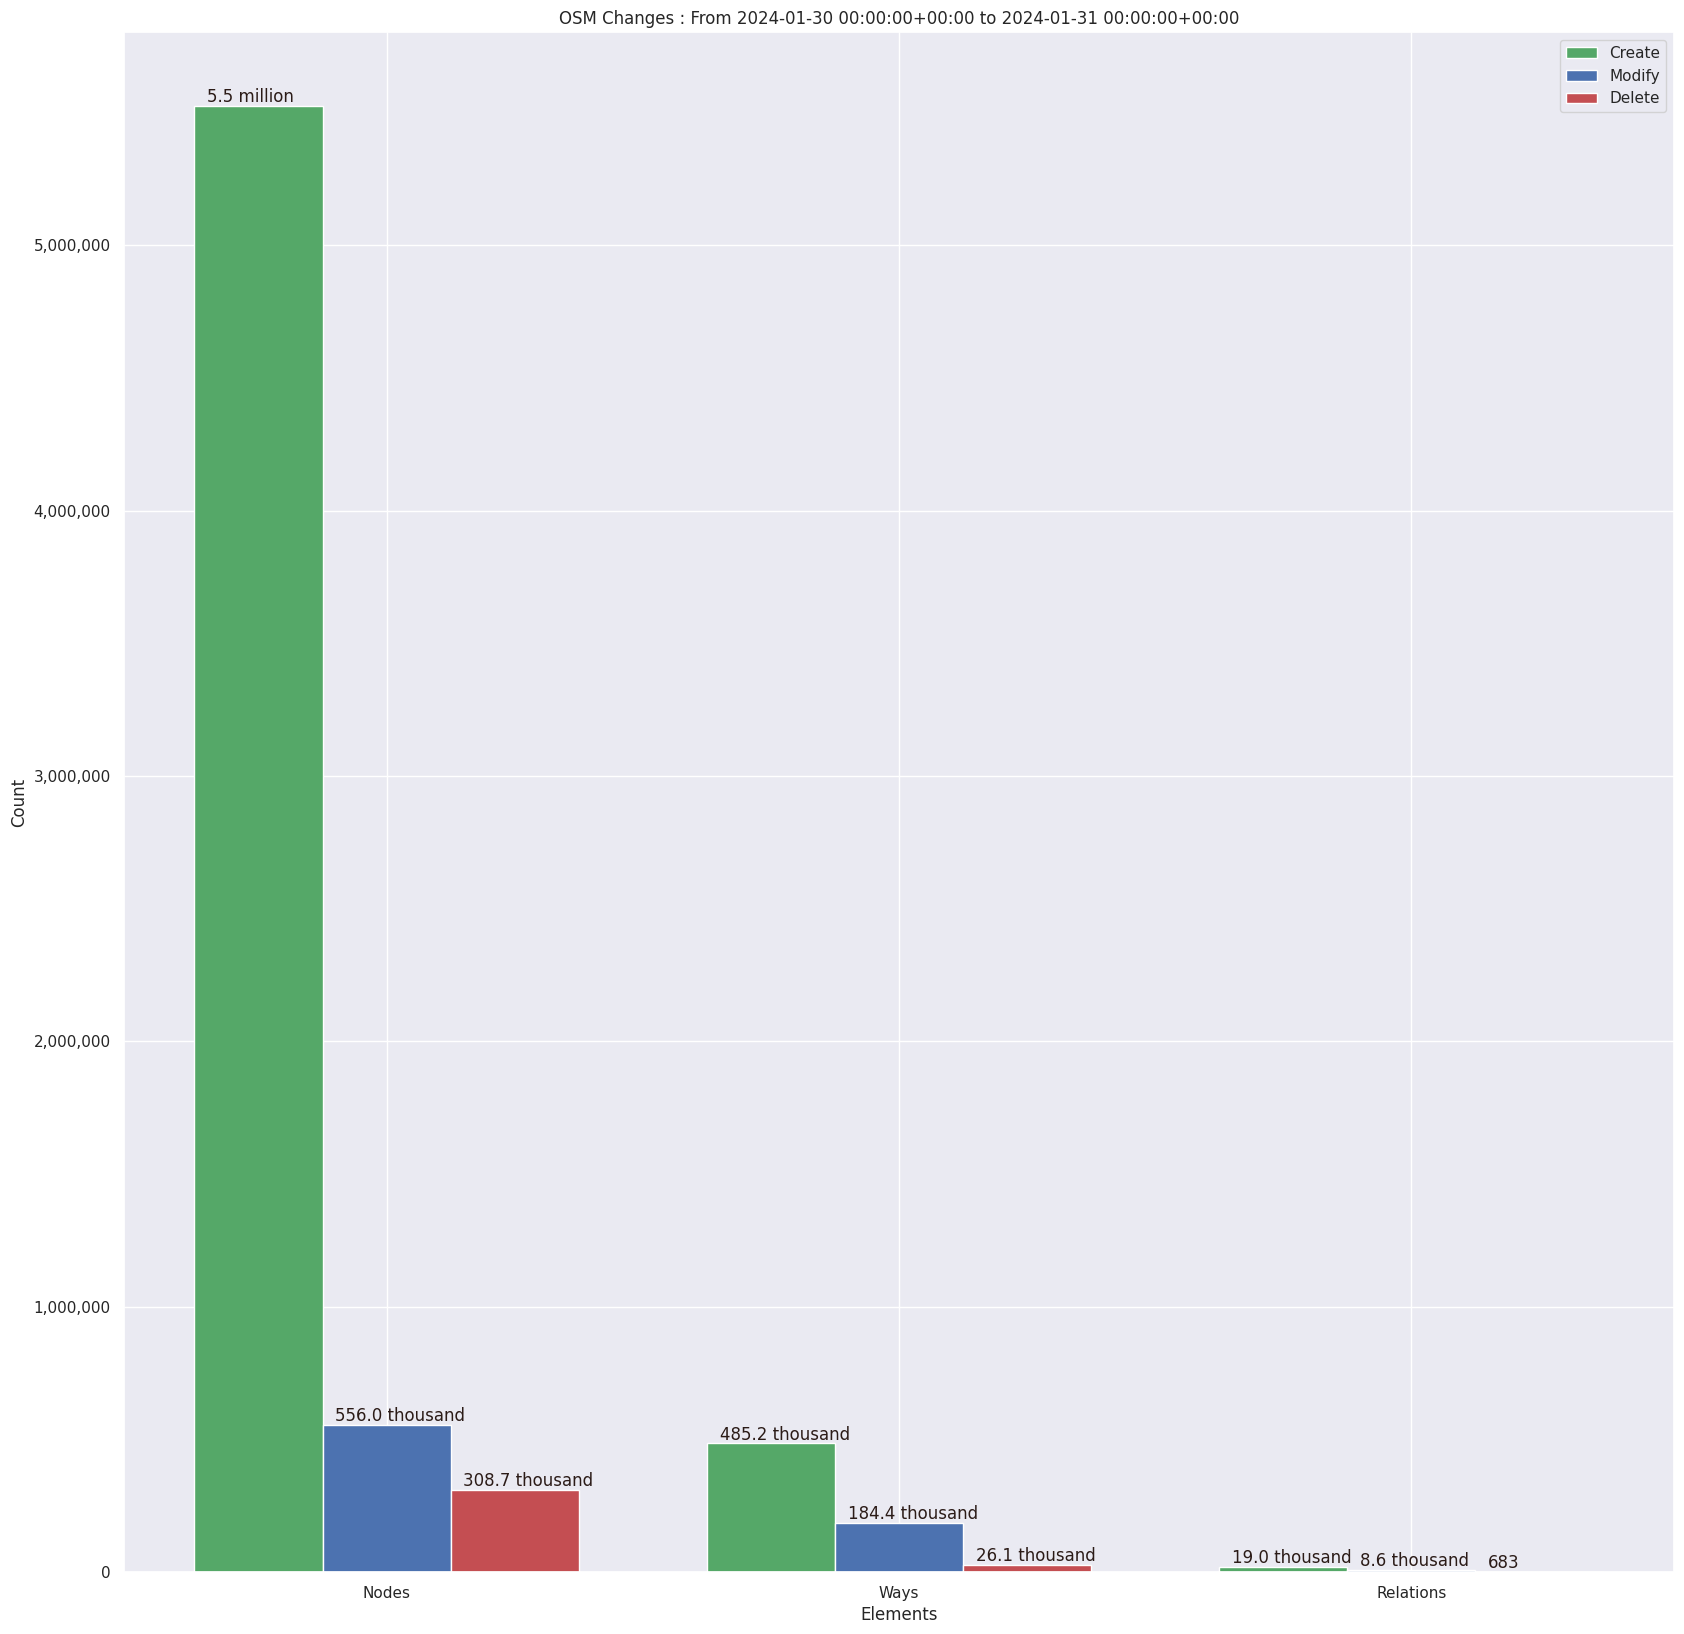 OSM Changes : From 2024-01-30 00:00:00+00:00 to 2024-01-31 00:00:00+00:00
Create
Modify
Delete
5.5 million
5,000,000
4,000,000
3,000,000
Count
2,000,000
1,000,000
556.0 thousand
485.2 thousand
308.7 thousand
184.4 thousand
26.1 thousand
19.0 thousand
8.6 thousand
683
0
Nodes
Ways
Relations
Elements